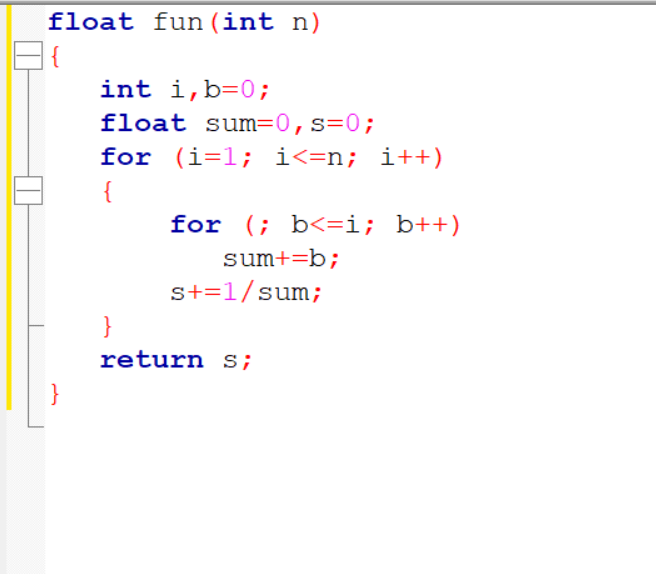 float fun(int n)
{
int i,b=0;
float sum=0,s=0;
for (i=1; i<=n; i++)
{
for (; b<=i; b++)
sum+=b;
s+=1/sum;
}
return s;
}